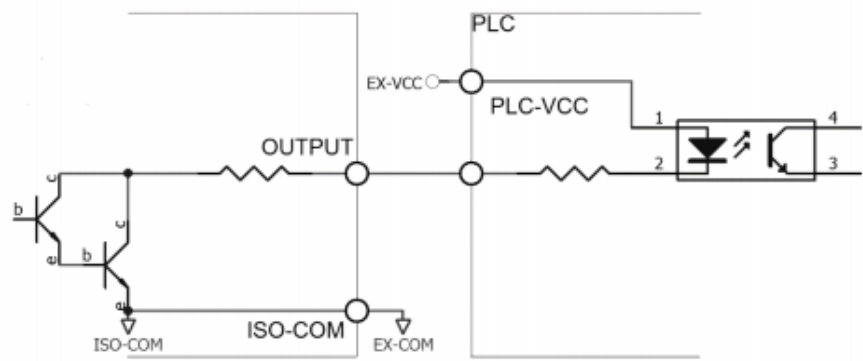 PLC
EX-VCC
PLC-VCC
1
4
OUTPUT
2
3
c
b
c
e
b
e
ISO-COM
ISO-COM
EX-COM